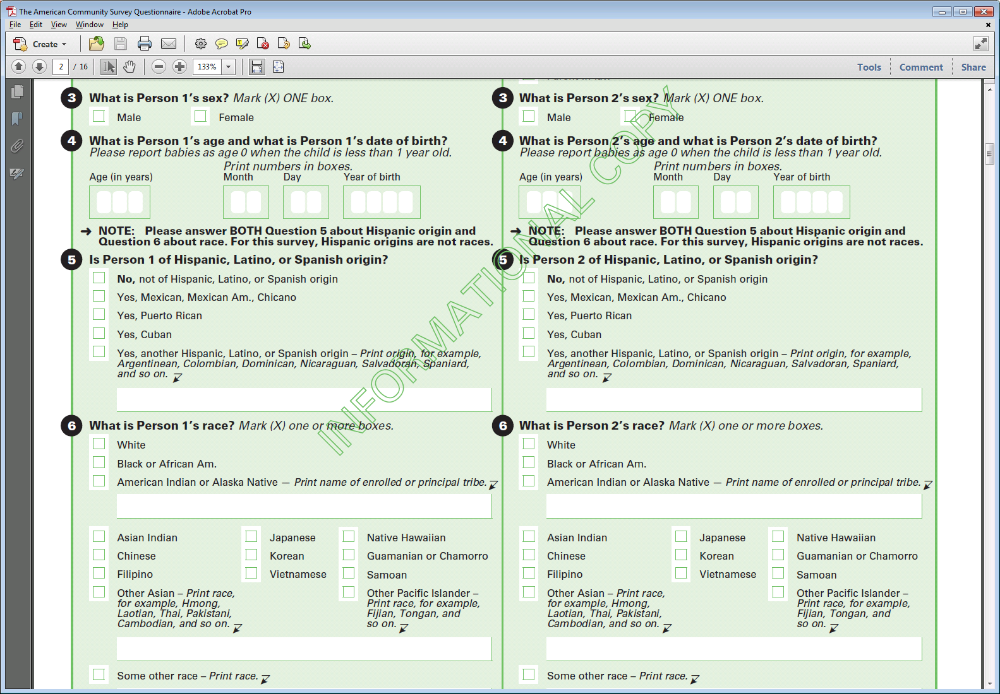 The American Community Survey Questionnaire - Adobe Acrobat Pro
File Edit View Window Help
Create
2 / 16 133% Tools Comment Share
3 What is Person 1’s sex? Mark (X) ONE box.
Male Female
4 What is Person 1’s age and what is Person 1’s date of birth?
Please report babies as age 0 when the child is less than 1 year old.
Print numbers in boxes.
Age (in years) Month Day Year of birth
→ NOTE: Please answer BOTH Question 5 about Hispanic origin and
Question 6 about race. For this survey, Hispanic origins are not races.
5 Is Person 1 of Hispanic, Latino, or Spanish origin?
No, not of Hispanic, Latino, or Spanish origin
Yes, Mexican, Mexican Am., Chicano
Yes, Puerto Rican
Yes, Cuban
Yes, another Hispanic, Latino, or Spanish origin – Print origin, for example,
Argentinean, Colombian, Dominican, Nicaraguan, Salvadoran, Spaniard,
and so on.
6 What is Person 1’s race? Mark (X) one or more boxes.
White
Black or African Am.
American Indian or Alaska Native — Print name of enrolled or principal tribe.
Asian Indian Japanese Native Hawaiian
Chinese Korean Guamanian or Chamorro
Filipino Vietnamese Samoan
Other Asian – Print race, Other Pacific Islander –
for example, Hmong, Print race, for example,
Laotian, Thai, Pakistani, Fijian, Tongan, and
Cambodian, and so on. so on.
Some other race – Print race.
3 What is Person 2’s sex? Mark (X) ONE box.
Male Female
4 What is Person 2’s age and what is Person 2’s date of birth?
Please report babies as age 0 when the child is less than 1 year old.
Print numbers in boxes.
Age (in years) Month Day Year of birth
→ NOTE: Please answer BOTH Question 5 about Hispanic origin and
Question 6 about race. For this survey, Hispanic origins are not races.
5 Is Person 2 of Hispanic, Latino, or Spanish origin?
No, not of Hispanic, Latino, or Spanish origin
Yes, Mexican, Mexican Am., Chicano
Yes, Puerto Rican
Yes, Cuban
Yes, another Hispanic, Latino, or Spanish origin – Print origin, for example,
Argentinean, Colombian, Dominican, Nicaraguan, Salvadoran, Spaniard,
and so on.
6 What is Person 2’s race? Mark (X) one or more boxes.
White
Black or African Am.
American Indian or Alaska Native — Print name of enrolled or principal tribe.
Asian Indian Japanese Native Hawaiian
Chinese Korean Guamanian or Chamorro
Filipino Vietnamese Samoan
Other Asian – Print race, Other Pacific Islander –
for example, Hmong, Print race, for example,
Laotian, Thai, Pakistani, Fijian, Tongan, and
Cambodian, and so on. so on.
Some other race – Print race.
INFORMATIONAL COPY